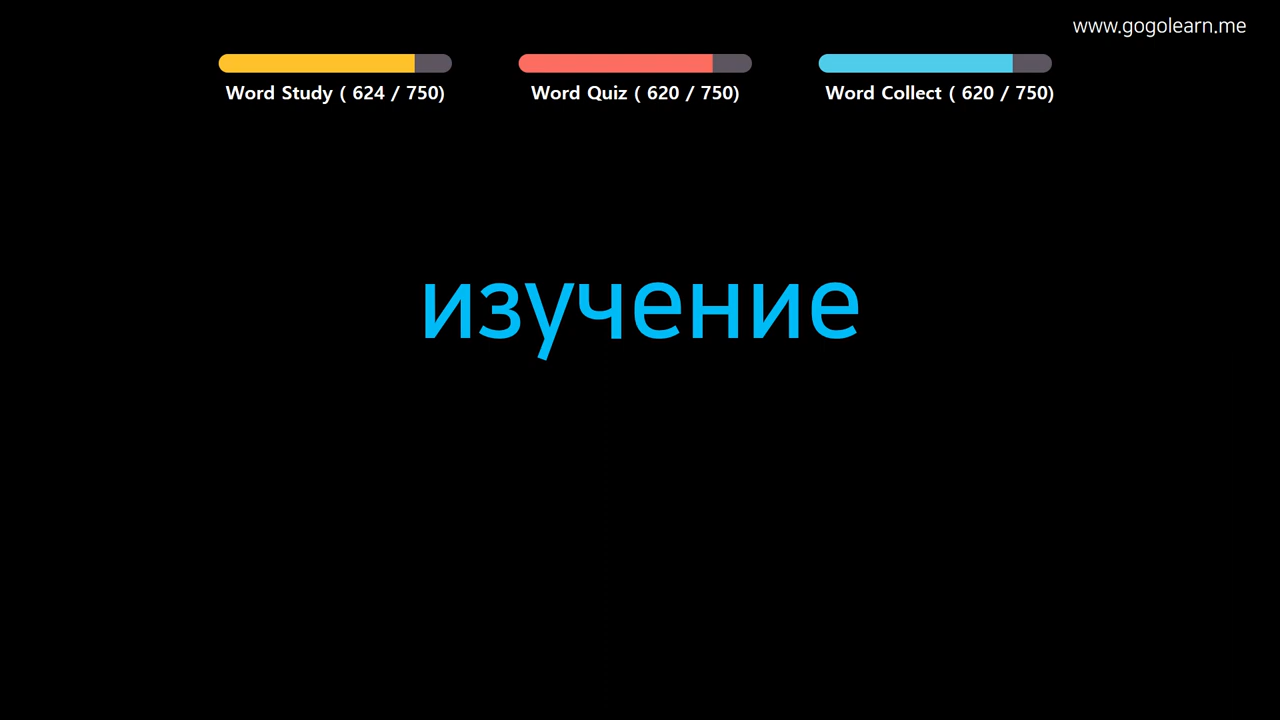 www.gogolearn.me
Word Study ( 624 / 750)
Word Quiz ( 620 / 750)
Word Collect ( 620 / 750)
изучение